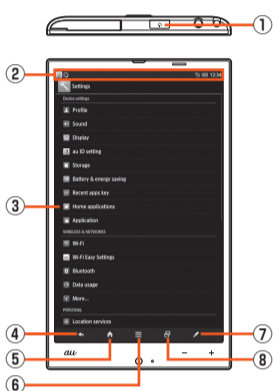 ①
②
12:34
Settings
Device settings
Profile
Sound
Display
au ID setting
Storage
Battery & energy saving
Recent apps key
③
Home applications
Application
WIRELESS & NETWORKS
Wi-Fi
Wi-Fi Easy Settings
Bluetooth
Data usage
More...
PERSONAL
Location services
④
⑦
au
− +
⑤
⑧
⑥